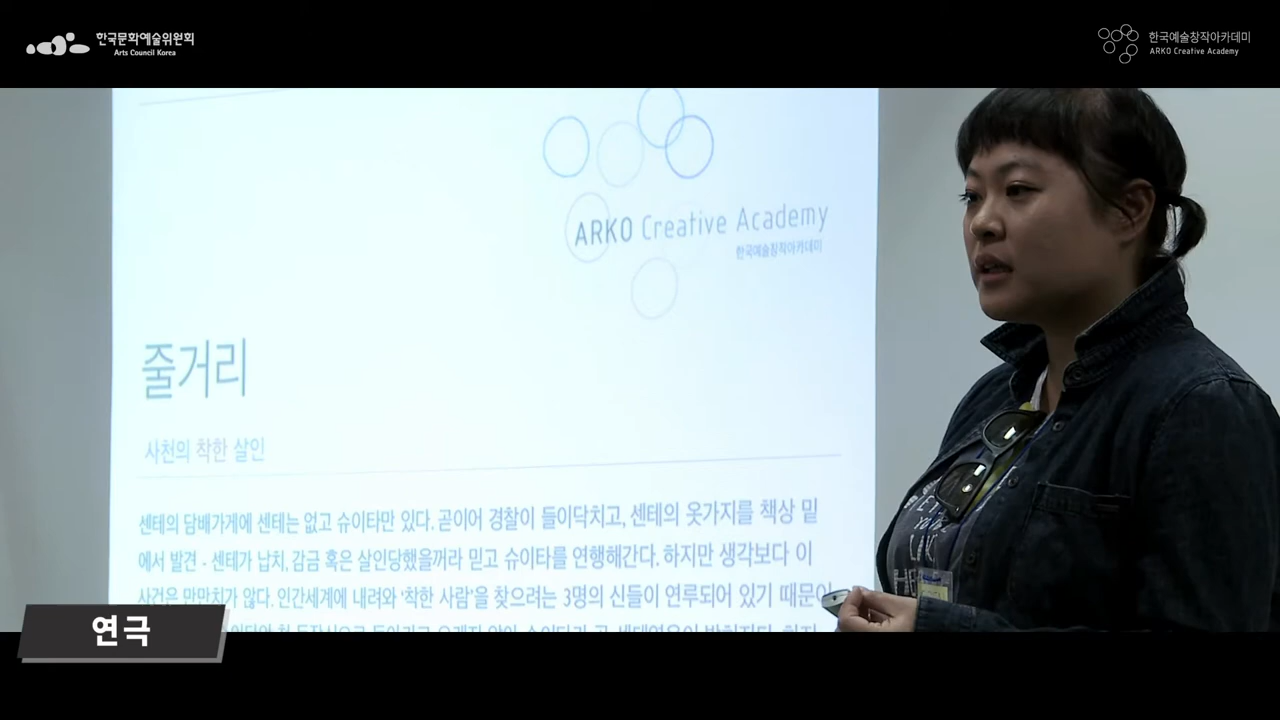 한국문화예술위원회
Arts Council Korea
한국예술창작아카데미
ARKO Creative Academy
ARKO Creative Academy
한국예술창작아카데미
줄거리
사천의 착한 살인
센테의 담배가게에 센테는 없고 슈이타만 있다. 곧이어 경찰이 들이닥치고, 센테의 옷가지를 책상 밑
에서 발견 - 센테가 납치, 감금 혹은 살인당했을꺼라 믿고 슈이타를 연행해간다. 하지만 생각보다 이
사건은 만만치가 않다. 인간세계에 내려와 '착한 사람'을 찾으려는 3명의 신들이 연루되어 있기 때문이
연극